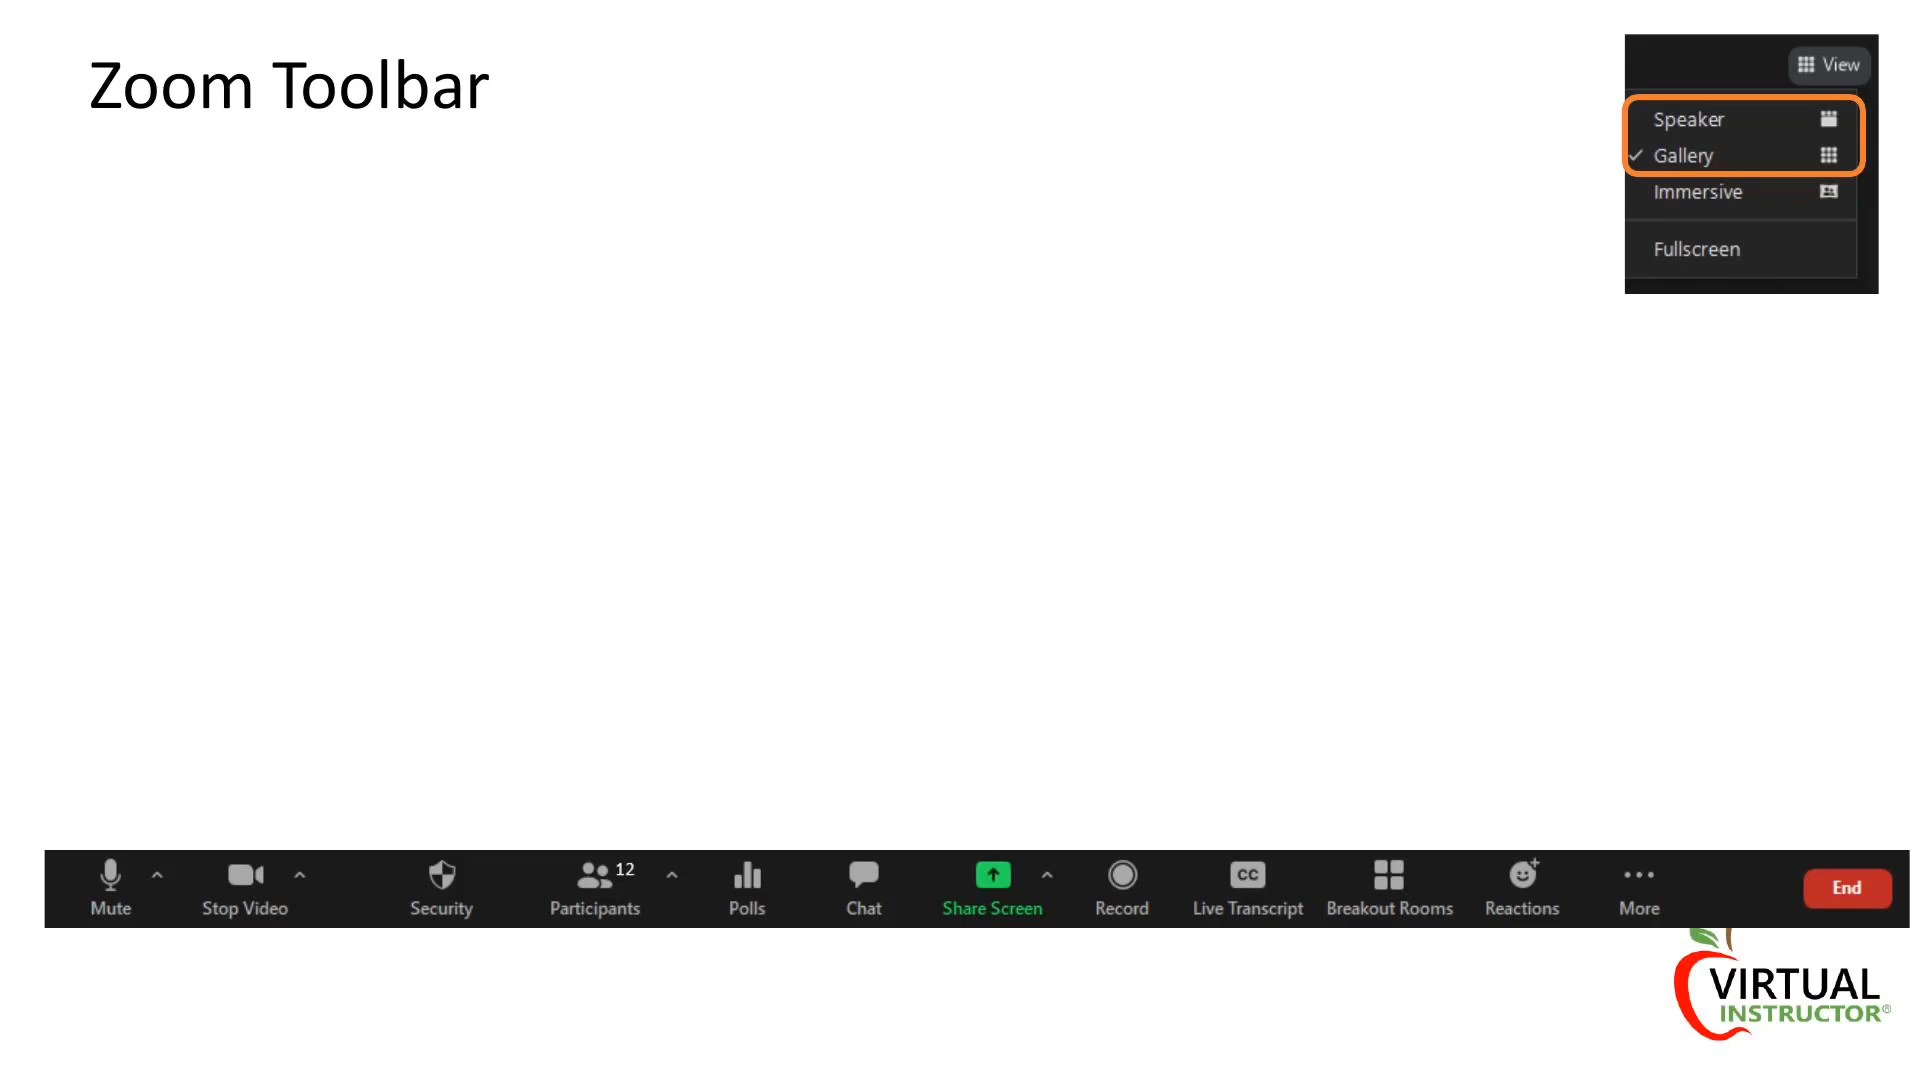 Zoom Toolbar
View
Speaker
Gallery
Immersive
Fullscreen
12
CC
End
Mute Stop Video Security Participants Polls Chat Share Screen Record Live Transcript Breakout Rooms Reactions More
VIRTUAL
INSTRUCTOR®